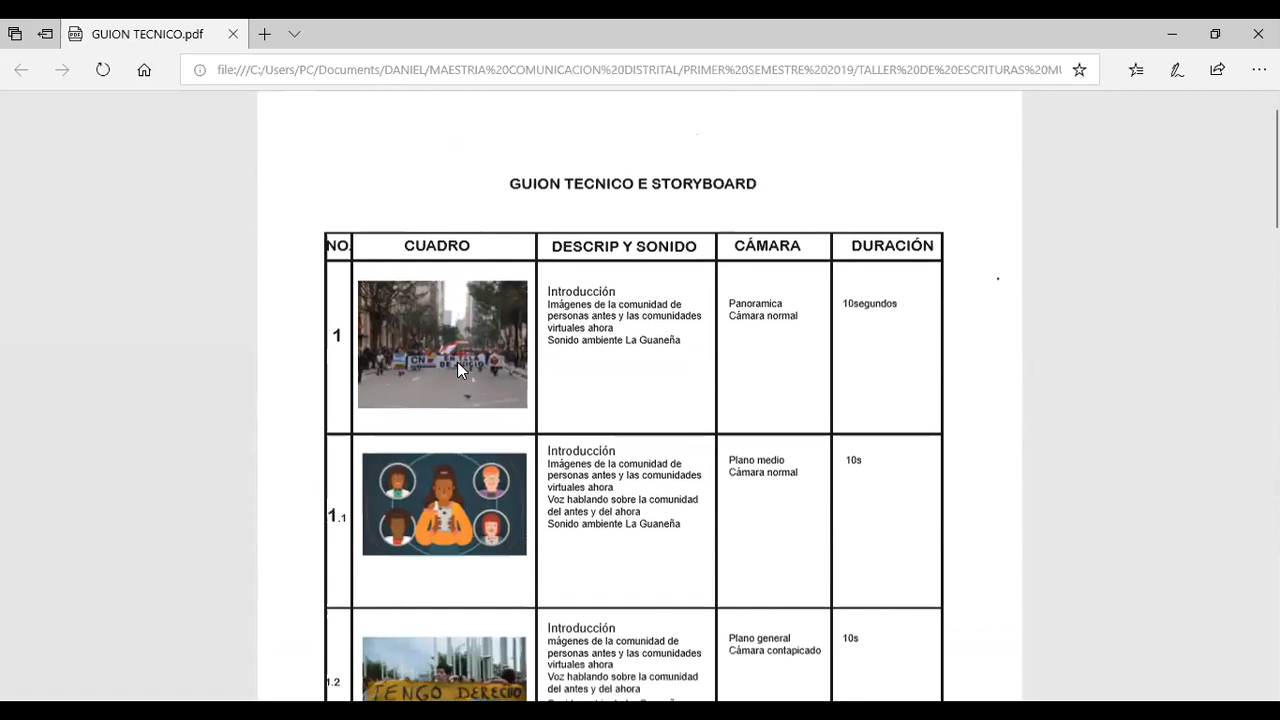 GUION TECNICO.pdf
file:///C:/Users/PC/Documents/DANIEL/MAESTRIA%20COMUNICACION%20DISTRITAL/PRIMER%20SEMESTRE%202019/TALLER%20DE%20ESCRITURAS%20MU
GUION TECNICO E STORYBOARD
NO. CUADRO DESCRIP Y SONIDO CÁMARA DURACIÓN
1
Introducción
Imágenes de la comunidad de
personas antes y las comunidades
virtuales ahora
Sonido ambiente La Guaneña
Panoramica
Cámara normal
10segundos
1.1
Introducción
Imágenes de la comunidad de
personas antes y las comunidades
virtuales ahora
Voz hablando sobre la comunidad
del antes y del ahora
Sonido ambiente La Guaneña
Plano medio
Cámara normal
10s
1.2
TENGO DERECHO
Introducción
mágenes de la comunidad de
personas antes y las comunidades
virtuales ahora
Voz hablando sobre la comunidad
del antes y del ahora
Plano general
Cámara contapicado
10s